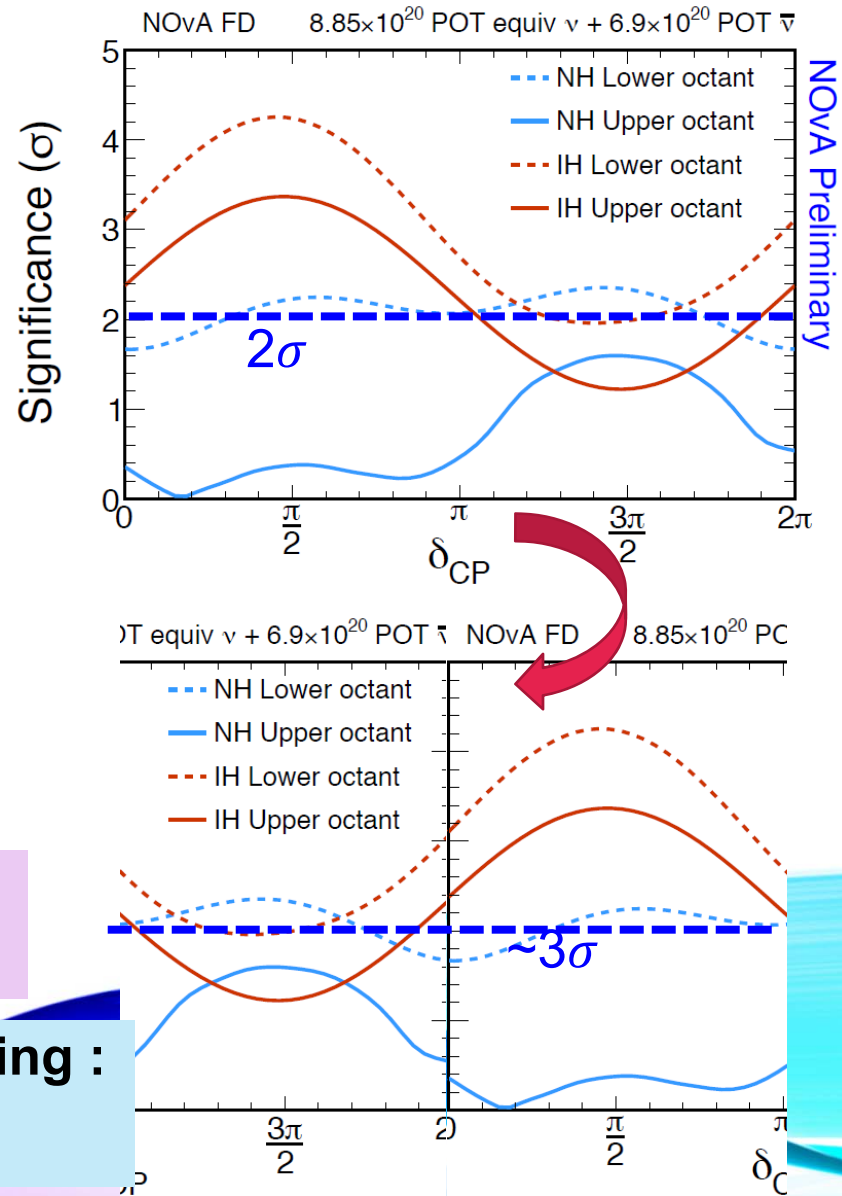 NOvA FD 8.85×10²⁰ POT equiv ν + 6.9×10²⁰ POT ν̄
5
4
3
2
1
0
Significance (σ)
NH Lower octant
NH Upper octant
IH Lower octant
IH Upper octant
NOvA Preliminary
2σ
0 π/2 π 3π/2 2π
δCP
OT equiv ν + 6.9×10²⁰ POT ν̄ NOvA FD 8.85×10²⁰ PO
NH Lower octant
NH Upper octant
IH Lower octant
IH Upper octant
~3σ
ing :
3π/2 2 π/2 π